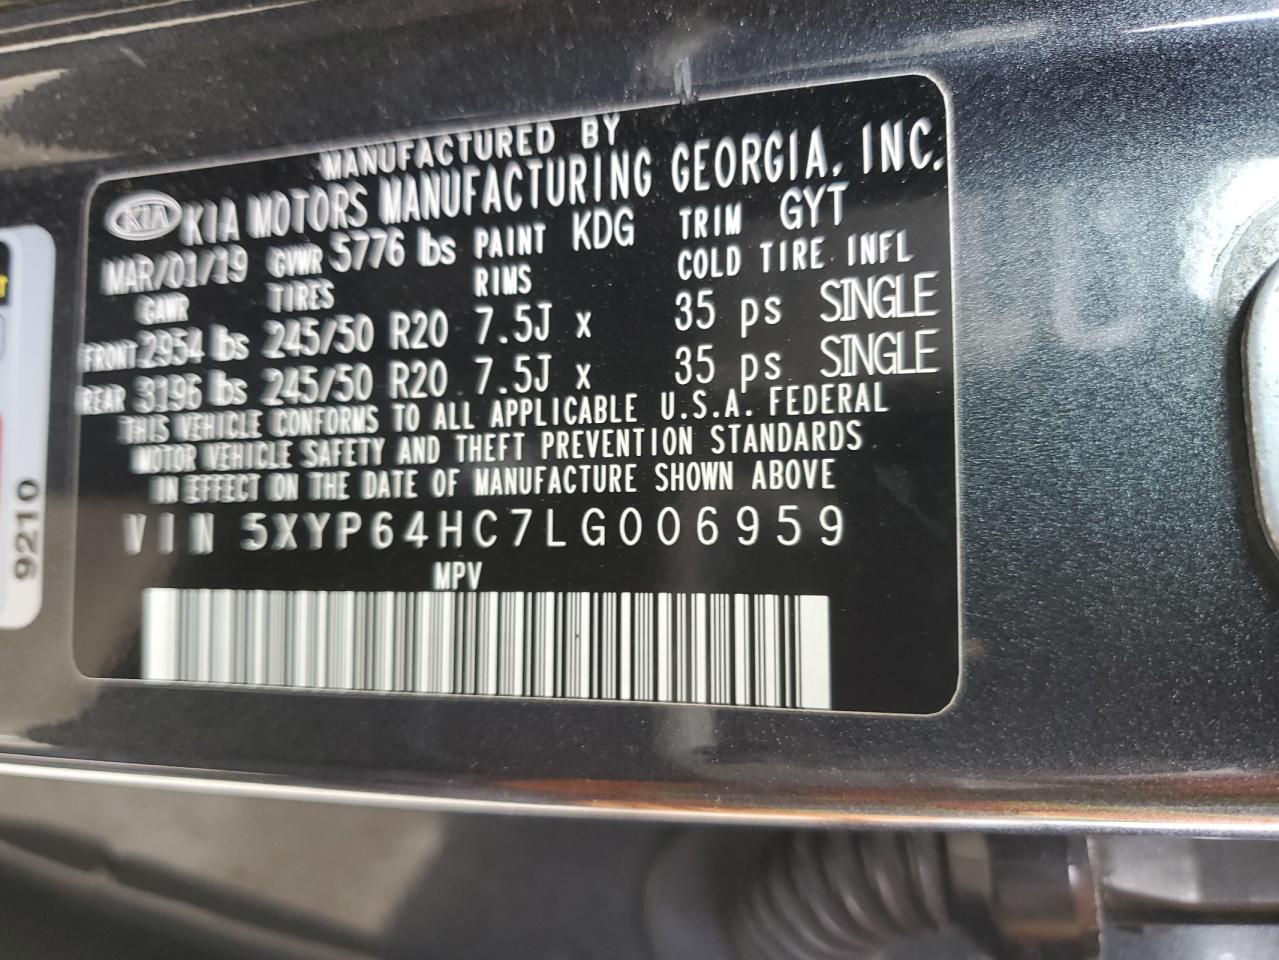 MANUFACTURED BY
KIA KIA MOTORS MANUFACTURING GEORGIA, INC.
MAR/01/19 GVWR 5776 lbs PAINT KDG TRIM GYT
GAWR TIRES RIMS COLD TIRE INFL
FRONT 2954 lbs 245/50 R20 7.5J x 35 ps SINGLE
REAR 3196 lbs 245/50 R20 7.5J x 35 ps SINGLE
THIS VEHICLE CONFORMS TO ALL APPLICABLE U.S.A. FEDERAL
MOTOR VEHICLE SAFETY AND THEFT PREVENTION STANDARDS
IN EFFECT ON THE DATE OF MANUFACTURE SHOWN ABOVE
VIN 5XYP64HC7LG006959
MPV
9210